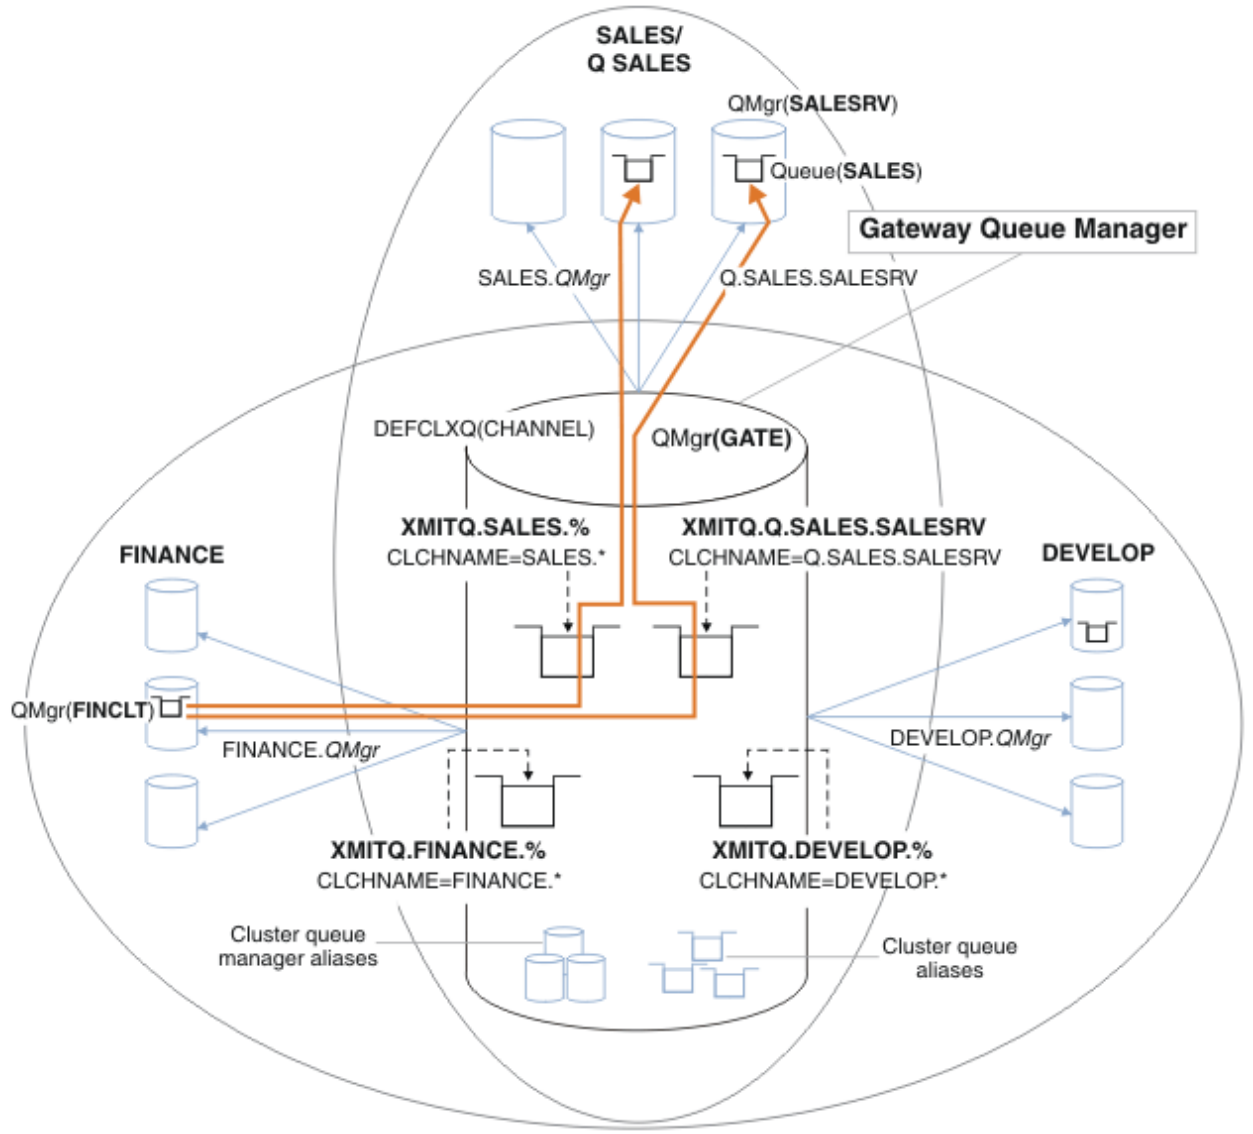 SALES/
Q SALES
QMgr(SALESRV)
Queue(SALES)
Gateway Queue Manager
SALES.QMgr
Q.SALES.SALESRV
DEFCLXQ(CHANNEL)
QMgr(GATE)
XMITQ.SALES.%
CLCHNAME=SALES.*
XMITQ.Q.SALES.SALESRV
CLCHNAME=Q.SALES.SALESRV
FINANCE
DEVELOP
QMgr(FINCLT)
FINANCE.QMgr
DEVELOP.QMgr
XMITQ.FINANCE.%
CLCHNAME=FINANCE.*
XMITQ.DEVELOP.%
CLCHNAME=DEVELOP.*
Cluster queue
manager aliases
Cluster queue
aliases